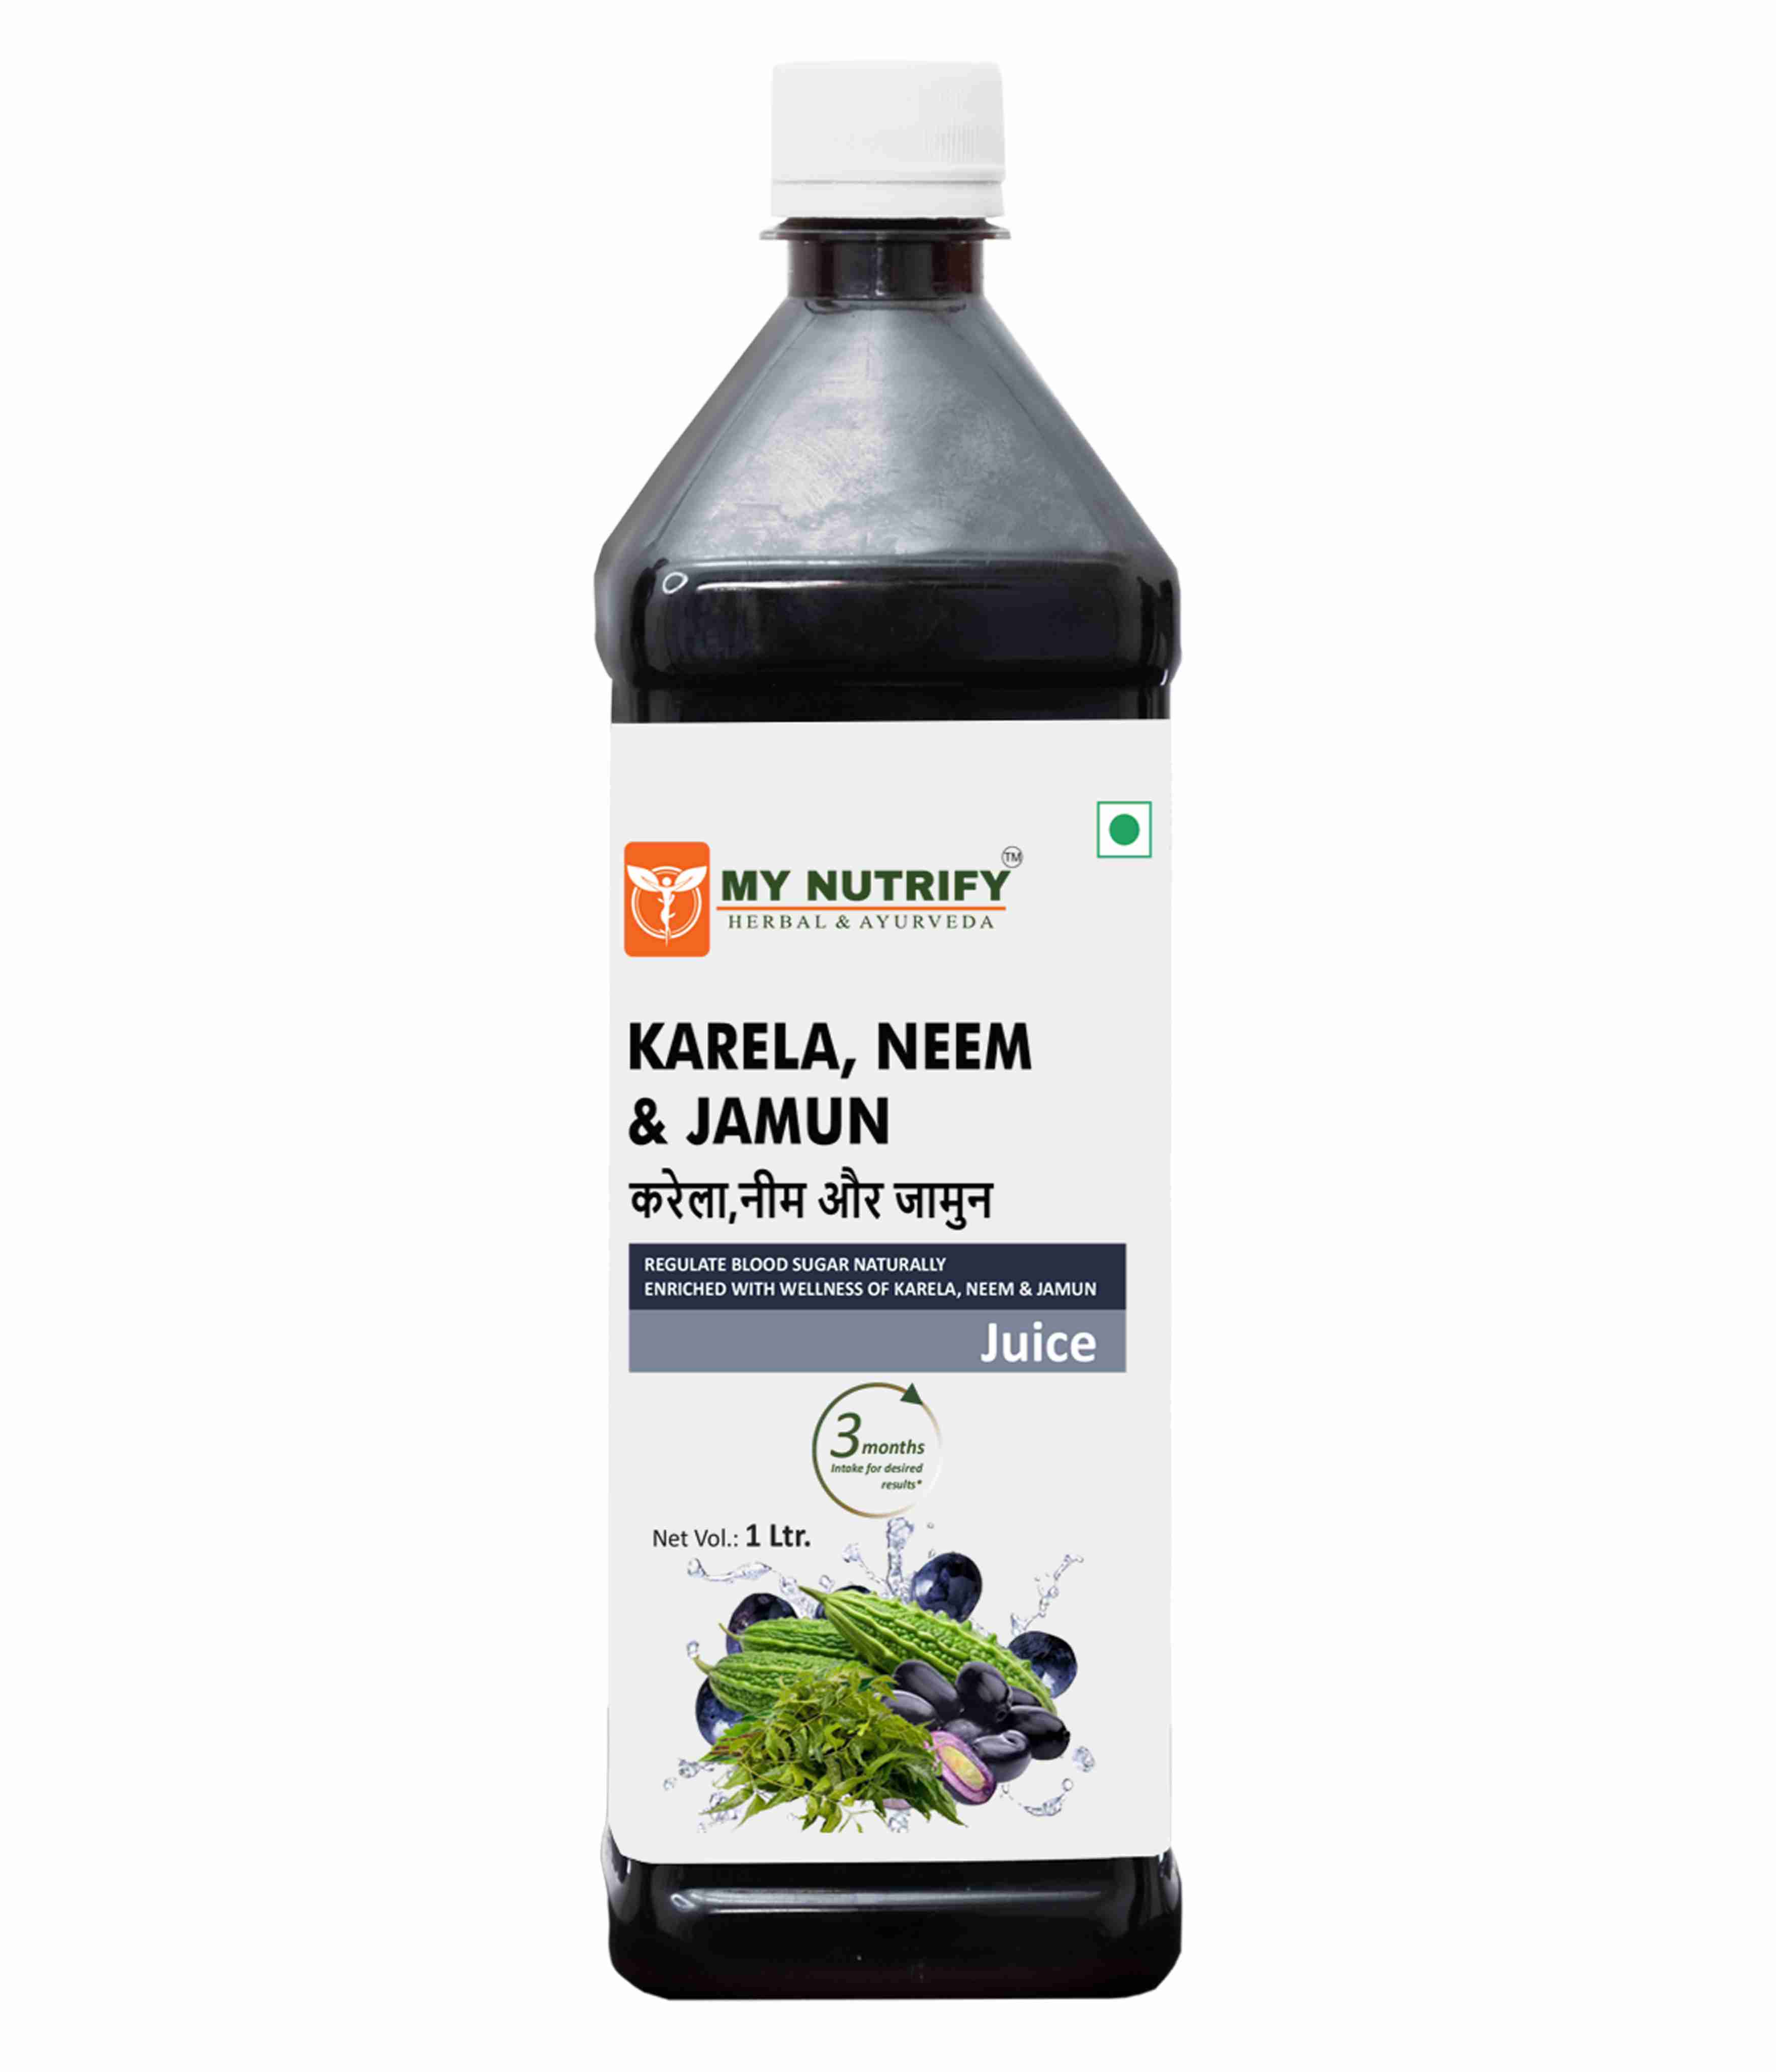 MY NUTRIFY TM
HERBAL & AYURVEDA
KARELA, NEEM
& JAMUN
करेला,नीम और जामुन
REGULATE BLOOD SUGAR NATURALLY
ENRICHED WITH WELLNESS OF KARELA, NEEM & JAMUN
Juice
3 months
Intake for desired
results*
Net Vol.: 1 Ltr.